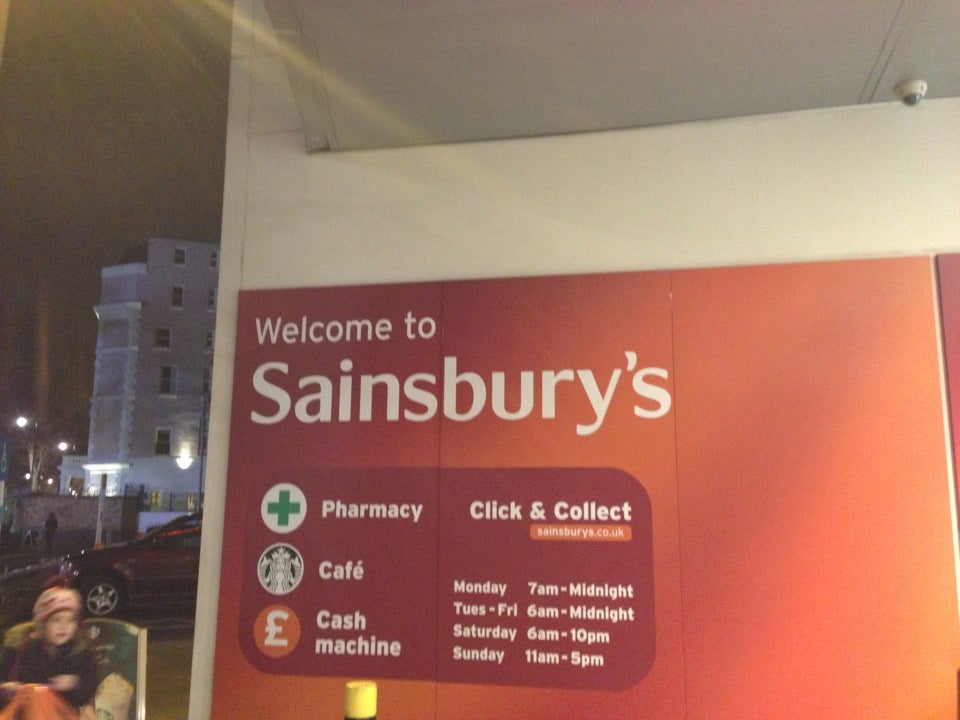 Welcome to
Sainsbury's
Pharmacy
Café
£
Cash
machine
Click & Collect
sainsburys.co.uk
Monday 7am - Midnight
Tues - Fri 6am - Midnight
Saturday 6am - 10pm
Sunday 11am - 5pm